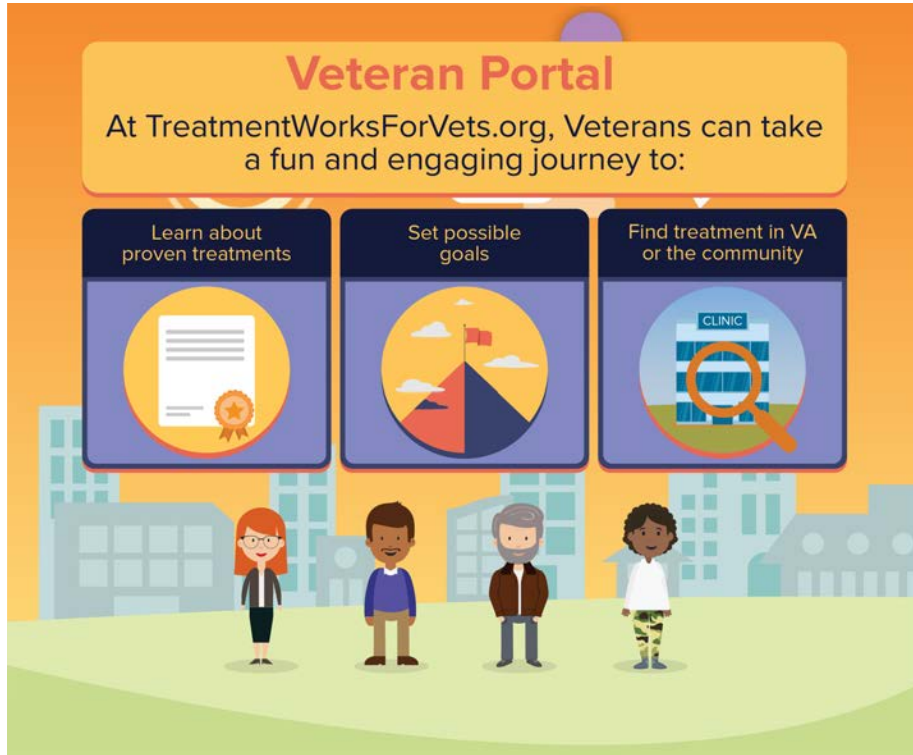 Veteran Portal
At TreatmentWorksForVets.org, Veterans can take
a fun and engaging journey to:
Learn about
proven treatments
Set possible
goals
Find treatment in VA
or the community
CLINIC